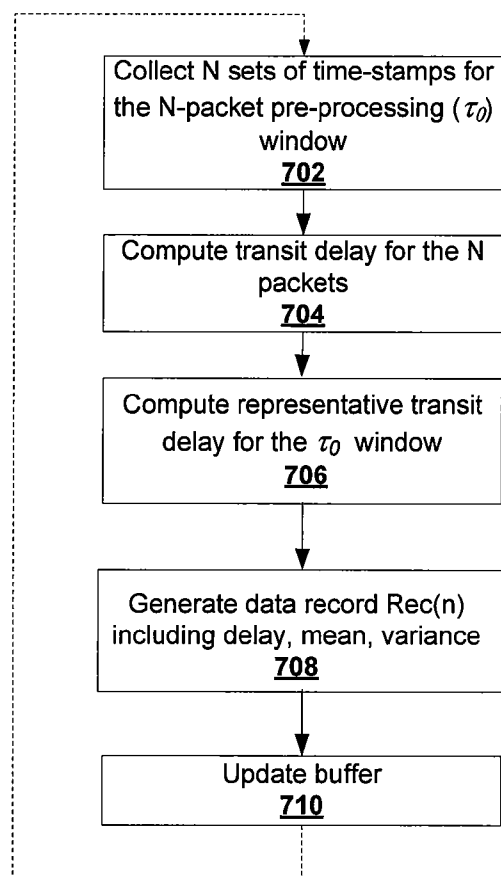 Collect N sets of time-stamps for
the N-packet pre-processing (τ0)
window
702
Compute transit delay for the N
packets
704
Compute representative transit
delay for the τ0 window
706
Generate data record Rec(n)
including delay, mean, variance
708
Update buffer
710